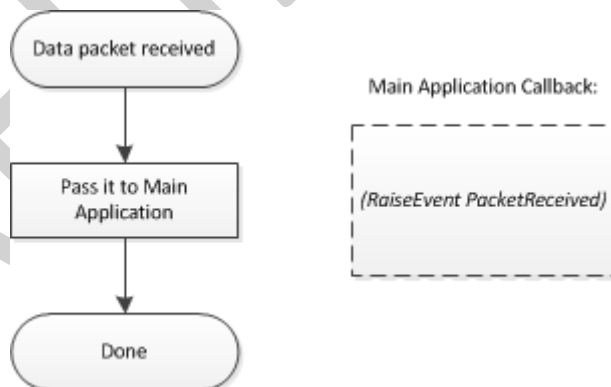 Data packet received
Main Application Callback:
Pass it to Main
Application
(RaiseEvent PacketReceived)
Done